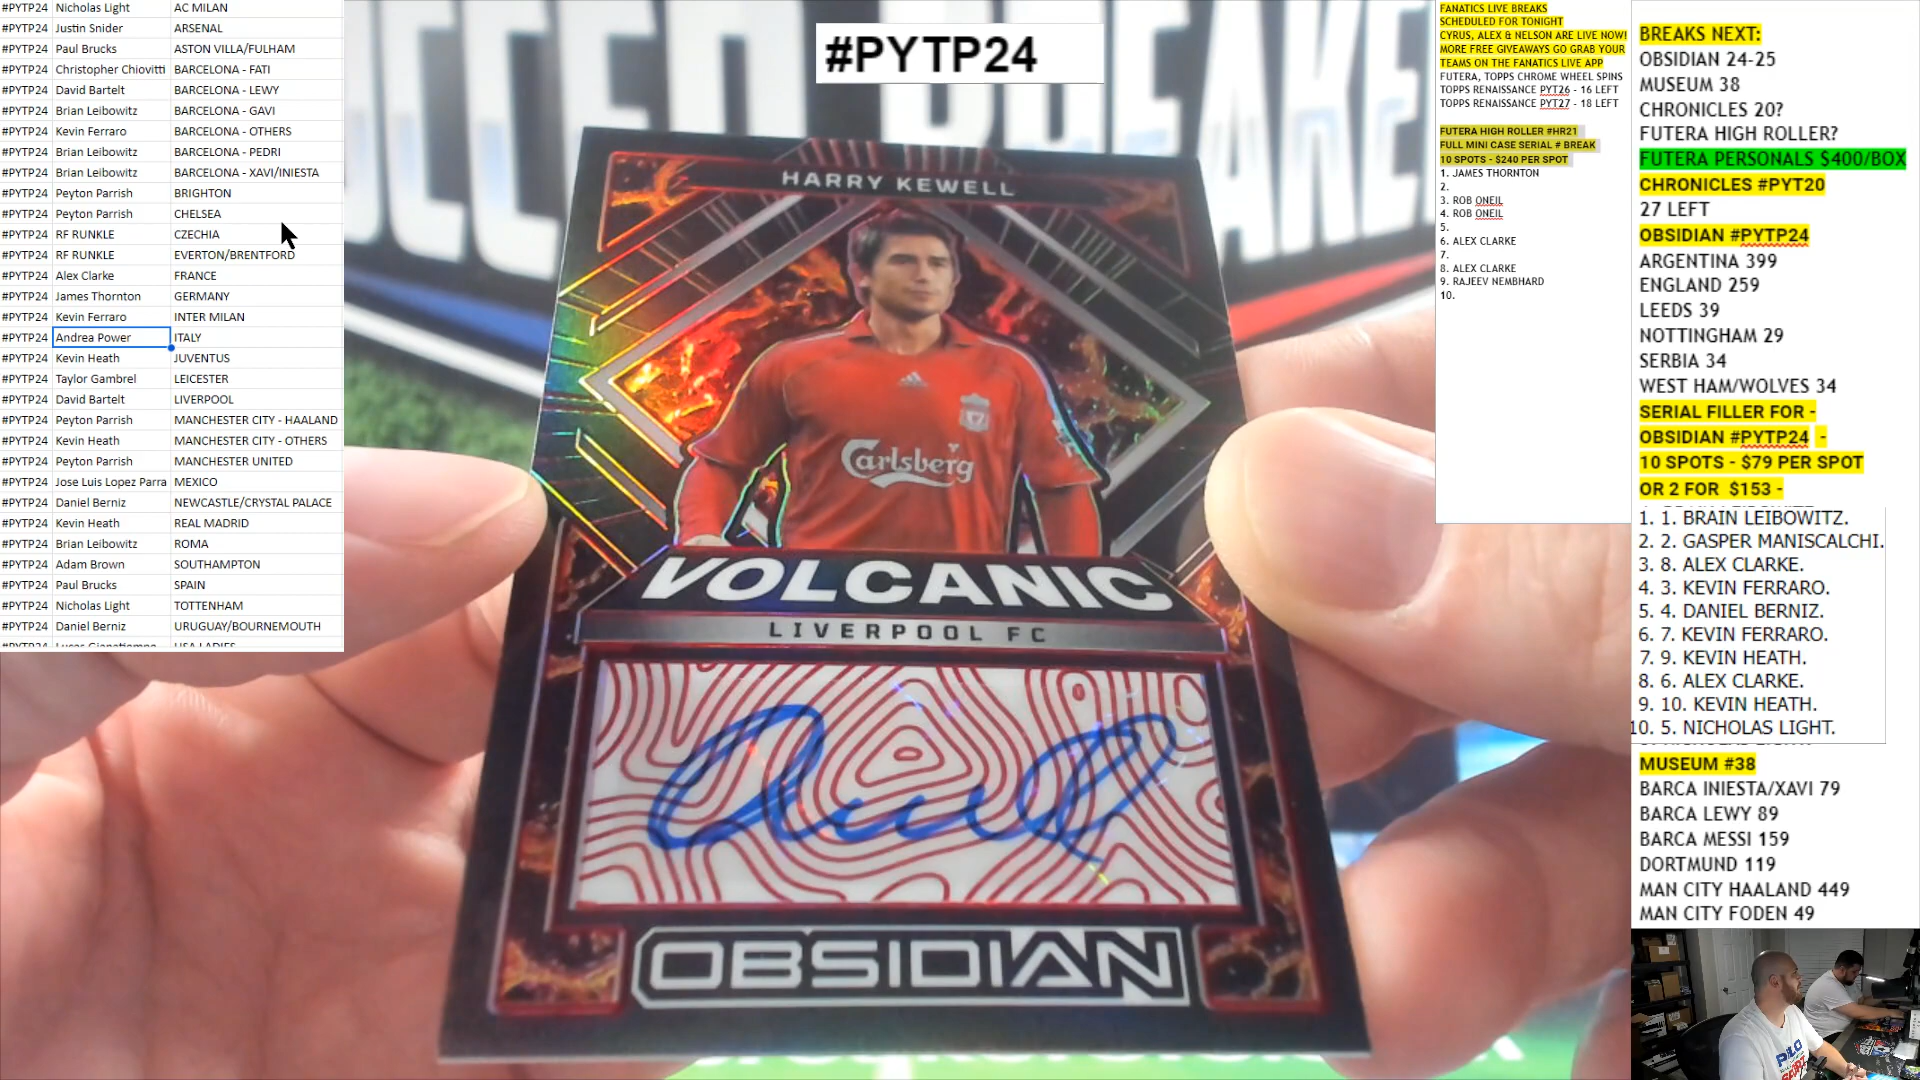 #PYTP24 Nicholas Light AC MILAN
#PYTP24 Justin Snider ARSENAL
#PYTP24 Paul Brucks ASTON VILLA/FULHAM
#PYTP24 Christopher Chiovitti BARCELONA - FATI
#PYTP24 David Bartelt BARCELONA - LEWY
#PYTP24 Brian Leibowitz BARCELONA - GAVI
#PYTP24 Kevin Ferraro BARCELONA - OTHERS
#PYTP24 Brian Leibowitz BARCELONA - PEDRI
#PYTP24 Brian Leibowitz BARCELONA - XAVI/INIESTA
#PYTP24 Peyton Parrish BRIGHTON
#PYTP24 Peyton Parrish CHELSEA
#PYTP24 RF RUNKLE CZECHIA
#PYTP24 RF RUNKLE EVERTON/BRENTFORD
#PYTP24 Alex Clarke FRANCE
#PYTP24 James Thornton GERMANY
#PYTP24 Kevin Ferraro INTER MILAN
#PYTP24 Andrea Power ITALY
#PYTP24 Kevin Heath JUVENTUS
#PYTP24 Taylor Gambrel LEICESTER
#PYTP24 David Bartelt LIVERPOOL
#PYTP24 Peyton Parrish MANCHESTER CITY - HAALAND
#PYTP24 Kevin Heath MANCHESTER CITY - OTHERS
#PYTP24 Peyton Parrish MANCHESTER UNITED
#PYTP24 Jose Luis Lopez Parra MEXICO
#PYTP24 Daniel Berniz NEWCASTLE/CRYSTAL PALACE
#PYTP24 Kevin Heath REAL MADRID
#PYTP24 Brian Leibowitz ROMA
#PYTP24 Adam Brown SOUTHAMPTON
#PYTP24 Paul Brucks SPAIN
#PYTP24 Nicholas Light TOTTENHAM
#PYTP24 Daniel Berniz URUGUAY/BOURNEMOUTH
#PYTP24
HARRY KEWELL
Carlsberg
VOLCANIC
LIVERPOOL FC
OBSIDIAN
FANATICS LIVE BREAKS
SCHEDULED FOR TONIGHT
CYRUS, ALEX & NELSON ARE LIVE NOW!
MORE FREE GIVEAWAYS GO GRAB YOUR
TEAMS ON THE FANATICS LIVE APP
FUTERA, TOPPS CHROME WHEEL SPINS
TOPPS RENAISSANCE PYT26 - 16 LEFT
TOPPS RENAISSANCE PYT27 - 18 LEFT
FUTERA HIGH ROLLER #HR21
FULL MINI CASE SERIAL # BREAK
10 SPOTS - $240 PER SPOT
1. JAMES THORNTON
2.
3. ROB ONEIL
4. ROB ONEIL
5.
6. ALEX CLARKE
7.
8. ALEX CLARKE
9. RAJEEV NEMBHARD
10.
BREAKS NEXT:
OBSIDIAN 24-25
MUSEUM 38
CHRONICLES 20?
FUTERA HIGH ROLLER?
FUTERA PERSONALS $400/BOX
CHRONICLES #PYT20
27 LEFT
OBSIDIAN #PYTP24
ARGENTINA 399
ENGLAND 259
LEEDS 39
NOTTINGHAM 29
SERBIA 34
WEST HAM/WOLVES 34
SERIAL FILLER FOR -
OBSIDIAN #PYTP24 -
10 SPOTS - $79 PER SPOT
OR 2 FOR $153 -
1. 1. BRAIN LEIBOWITZ.
2. 2. GASPER MANISCALCHI.
3. 8. ALEX CLARKE.
4. 3. KEVIN FERRARO.
5. 4. DANIEL BERNIZ.
6. 7. KEVIN FERRARO.
7. 9. KEVIN HEATH.
8. 6. ALEX CLARKE.
9. 10. KEVIN HEATH.
10. 5. NICHOLAS LIGHT.
MUSEUM #38
BARCA INIESTA/XAVI 79
BARCA LEWY 89
BARCA MESSI 159
DORTMUND 119
MAN CITY HAALAND 449
MAN CITY FODEN 49